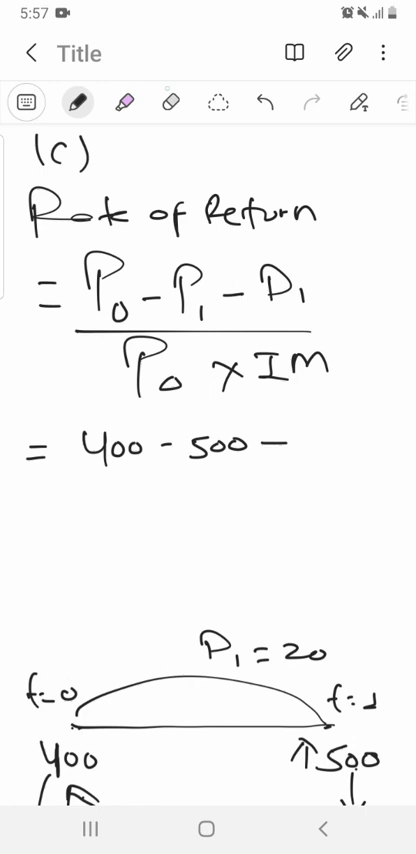 5:57
Title
(c)
Rate of Return
= P0 - P1 - D1
P0 × IM
= 400 - 500 -
D1 = 20
t=0
t=1
400
↑500